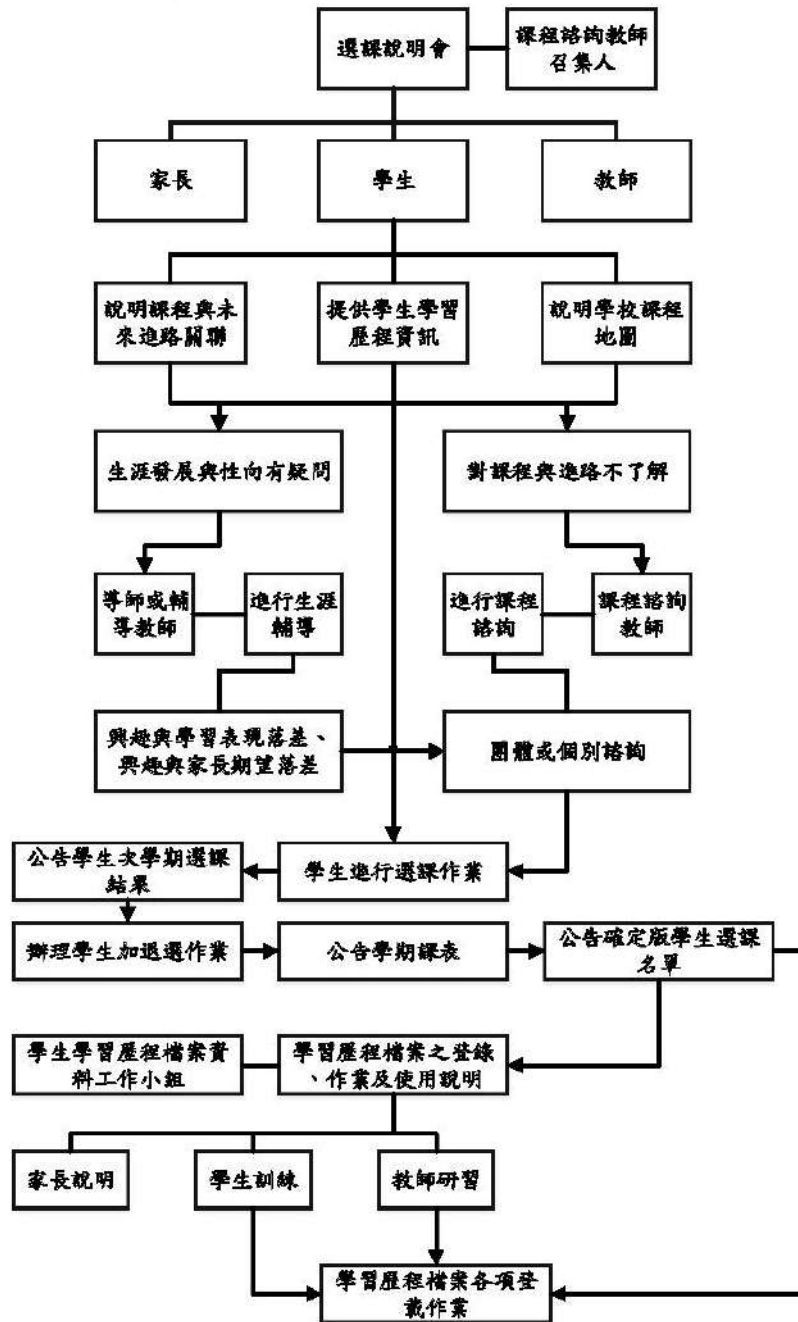 選課說明會
課程諮詢教師
召集人
家長
學生
教師
說明課程與未
來進路關聯
提供學生學習
歷程資訊
說明學校課程
地圖
生涯發展與性向有疑問
對課程與進路不了解
導師或輔
導教師
進行生涯
輔導
進行課程
諮詢
課程諮詢
教師
興趣與學習表現落差、
興趣與家長期望落差
團體或個別諮詢
公告學生次學期選課
結果
學生進行選課作業
辦理學生加退選作業
公告學期課表
公告確定版學生選課
名單
學生學習歷程檔案資
料工作小組
學習歷程檔案之登錄
、作業及使用說明
家長說明
學生訓練
教師研習
學習歷程檔案各項登
載作業